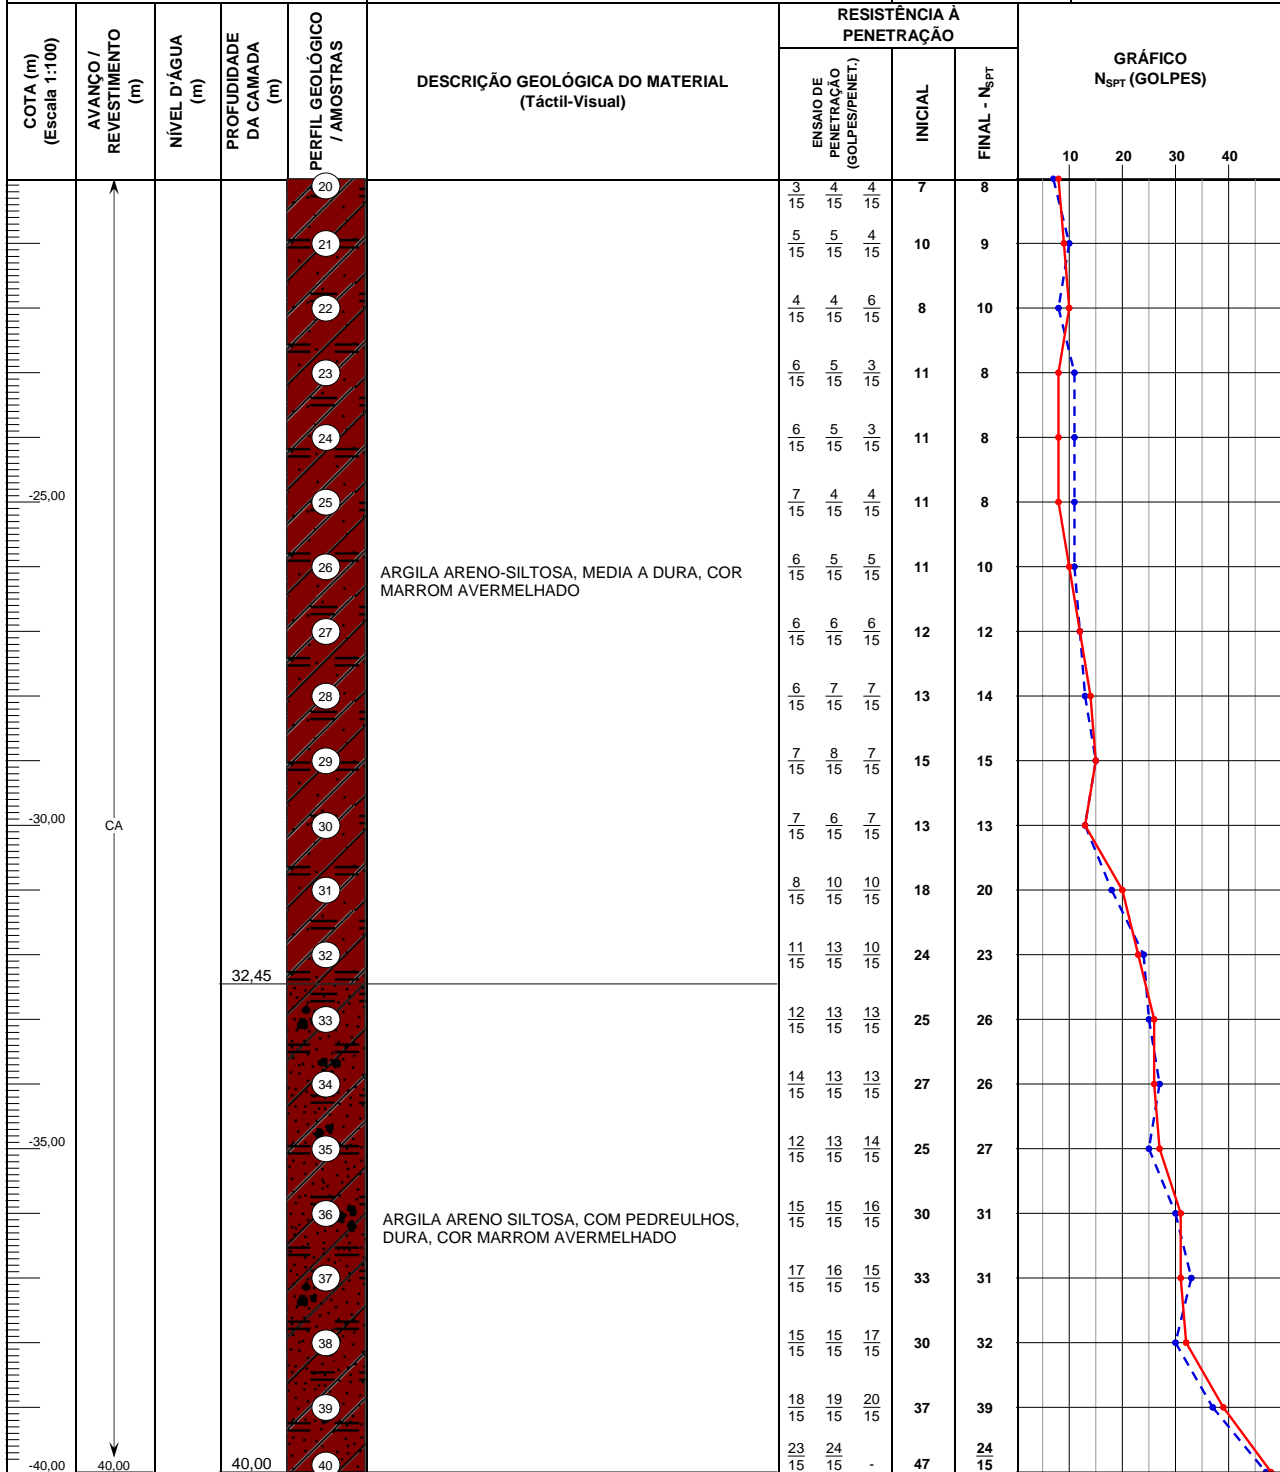 COTA (m)
(Escala 1:100)
AVANÇO /
REVESTIMENTO
(m)
NÍVEL D'ÁGUA
(m)
PROFUDIDADE
DA CAMADA
(m)
PERFIL GEOLÓGICO
/ AMOSTRAS
DESCRIÇÃO GEOLÓGICA DO MATERIAL
(Táctil-Visual)
RESISTÊNCIA À
PENETRAÇÃO
ENSAIO DE
PENETRAÇÃO
(GOLPES/PENET.)
INICIAL
FINAL - NSPT
GRÁFICO
NSPT (GOLPES)
10 20 30 40
20 3/15 4/15 4/15 7 8
21 5/15 5/15 4/15 10 9
22 4/15 4/15 6/15 8 10
23 6/15 5/15 3/15 11 8
24 6/15 5/15 3/15 11 8
-25,00 25 7/15 4/15 4/15 11 8
26 6/15 5/15 5/15 11 10
ARGILA ARENO-SILTOSA, MEDIA A DURA, COR
MARROM AVERMELHADO
27 6/15 6/15 6/15 12 12
28 6/15 7/15 7/15 13 14
29 7/15 8/15 7/15 15 15
-30,00 CA 30 7/15 6/15 7/15 13 13
31 8/15 10/15 10/15 18 20
32 11/15 13/15 10/15 24 23
32,45
33 12/15 13/15 13/15 25 26
34 14/15 13/15 13/15 27 26
-35,00 35 12/15 13/15 14/15 25 27
36 15/15 15/15 16/15 30 31
ARGILA ARENO SILTOSA, COM PEDREULHOS,
DURA, COR MARROM AVERMELHADO
37 17/15 16/15 15/15 33 31
38 15/15 15/15 17/15 30 32
39 18/15 19/15 20/15 37 39
-40,00 40,00 40,00 40 23/15 24/15 - 47 24/15